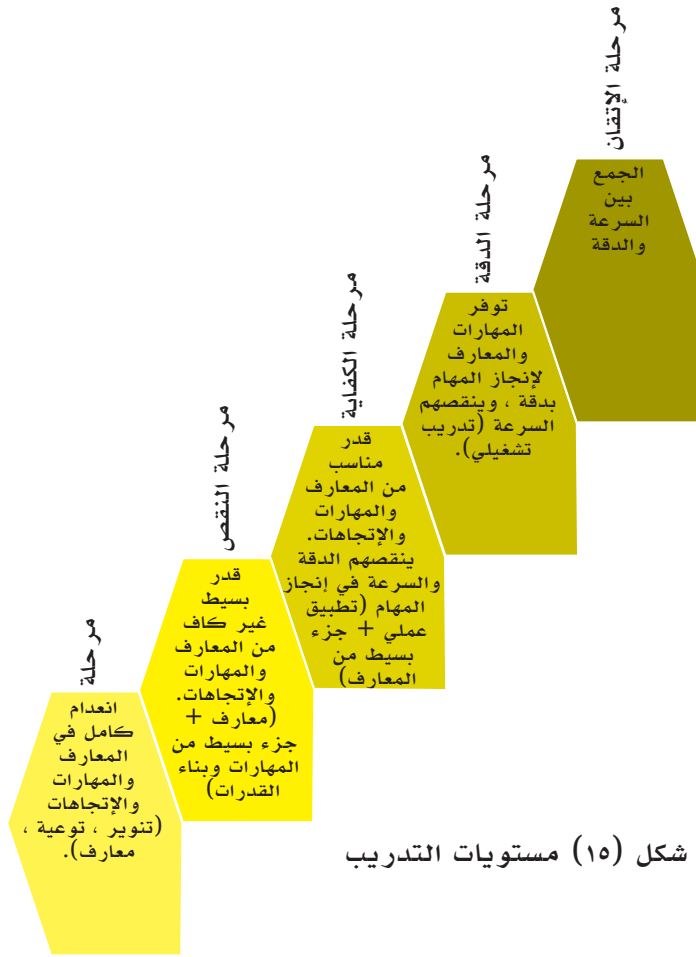 مرحلة الإتقان
الجمع
بين
السرعة
والدقة
مرحلة الدقة
توفر
المهارات
والمعارف
لإنجاز المهام
بدقة ، وينقصهم
السرعة (تدريب
تشغيلي).
مرحلة الكفاية
قدر
مناسب
من المعارف
والمهارات
والإتجاهات.
ينقصهم الدقة
والسرعة في إنجاز
المهام (تطبيق
عملي + جزء
بسيط من
المعارف)
مرحلة النقص
قدر
بسيط
غير كاف
من المعارف
والمهارات
والإتجاهات.
(معارف +
جزء بسيط من
المهارات وبناء
القدرات)
مرحلة
انعدام
كامل في
المعارف
والمهارات
والإتجاهات
(تنوير ، توعية ،
معارف).
شكل (١٥) مستويات التدريب